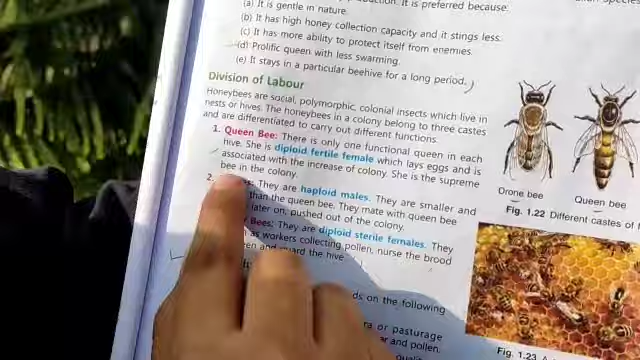 It is preferred because:
(a) It is gentle in nature.
(b) It has high honey collection capacity and it stings less.
(c) It has more ability to protect itself from enemies.
(d) Prolific queen with less swarming.
(e) It stays in a particular beehive for a long period.
Division of Labour
Honeybees are social, polymorphic, colonial insects which live in
nests or hives. The honeybees in a colony belong to three castes
and are differentiated to carry out different functions.
1. Queen Bee: There is only one functional queen in each
hive. She is diploid fertile female which lays eggs and is
associated with the increase of colony. She is the supreme
bee in the colony.
2. They are haploid males. They are smaller and
than the queen bee. They mate with queen bee
later on, pushed out of the colony.
Bees: They are diploid sterile females. They
as workers collecting pollen, nurse the brood
and guard the hive
ds on the following
or pasturage
and pollen.
Drone bee
Queen bee
Fig. 1.22 Different castes of
Fig. 1.23